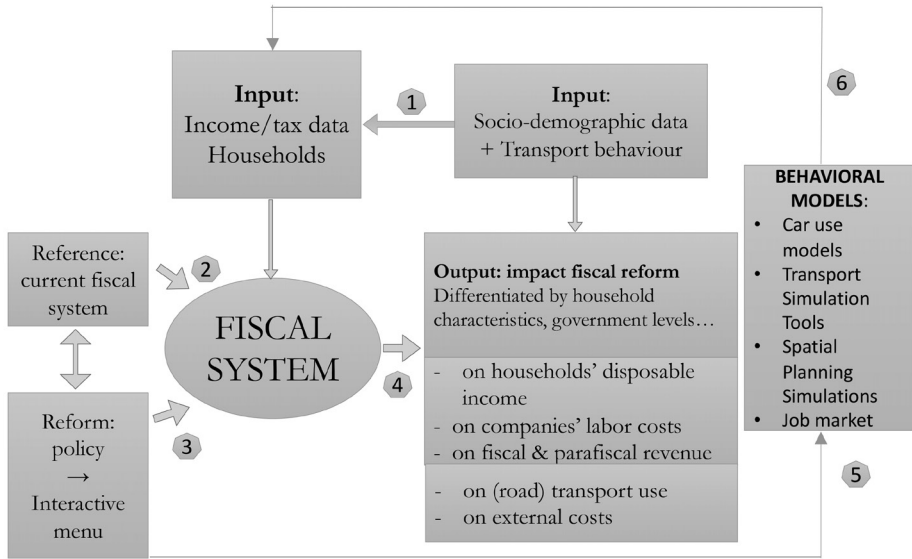 Input:
Income/tax data
Households
1
Input:
Socio-demographic data
+ Transport behaviour
6
BEHAVIORAL
MODELS:
• Car use
models
• Transport
Simulation
Tools
• Spatial
Planning
Simulations
• Job market
Reference:
current fiscal
system
2
FISCAL
SYSTEM
Output: impact fiscal reform
Differentiated by household
characteristics, government levels…
4
- on households' disposable
income
- on companies' labor costs
- on fiscal & parafiscal revenue
- on (road) transport use
- on external costs
Reform:
policy
→
Interactive
menu
3
5